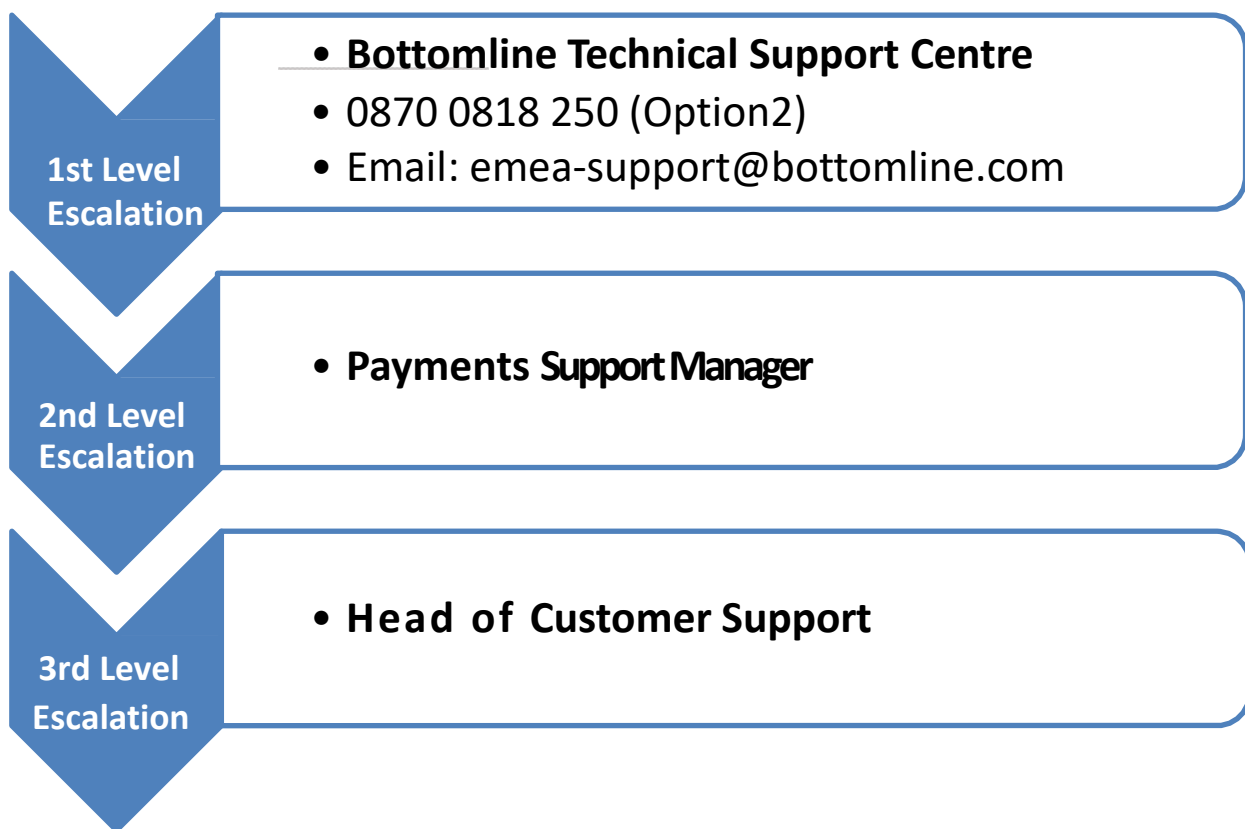 1st Level
Escalation
• Bottomline Technical Support Centre
• 0870 0818 250 (Option2)
• Email: emea-support@bottomline.com
2nd Level
Escalation
• Payments Support Manager
3rd Level
Escalation
• Head of Customer Support